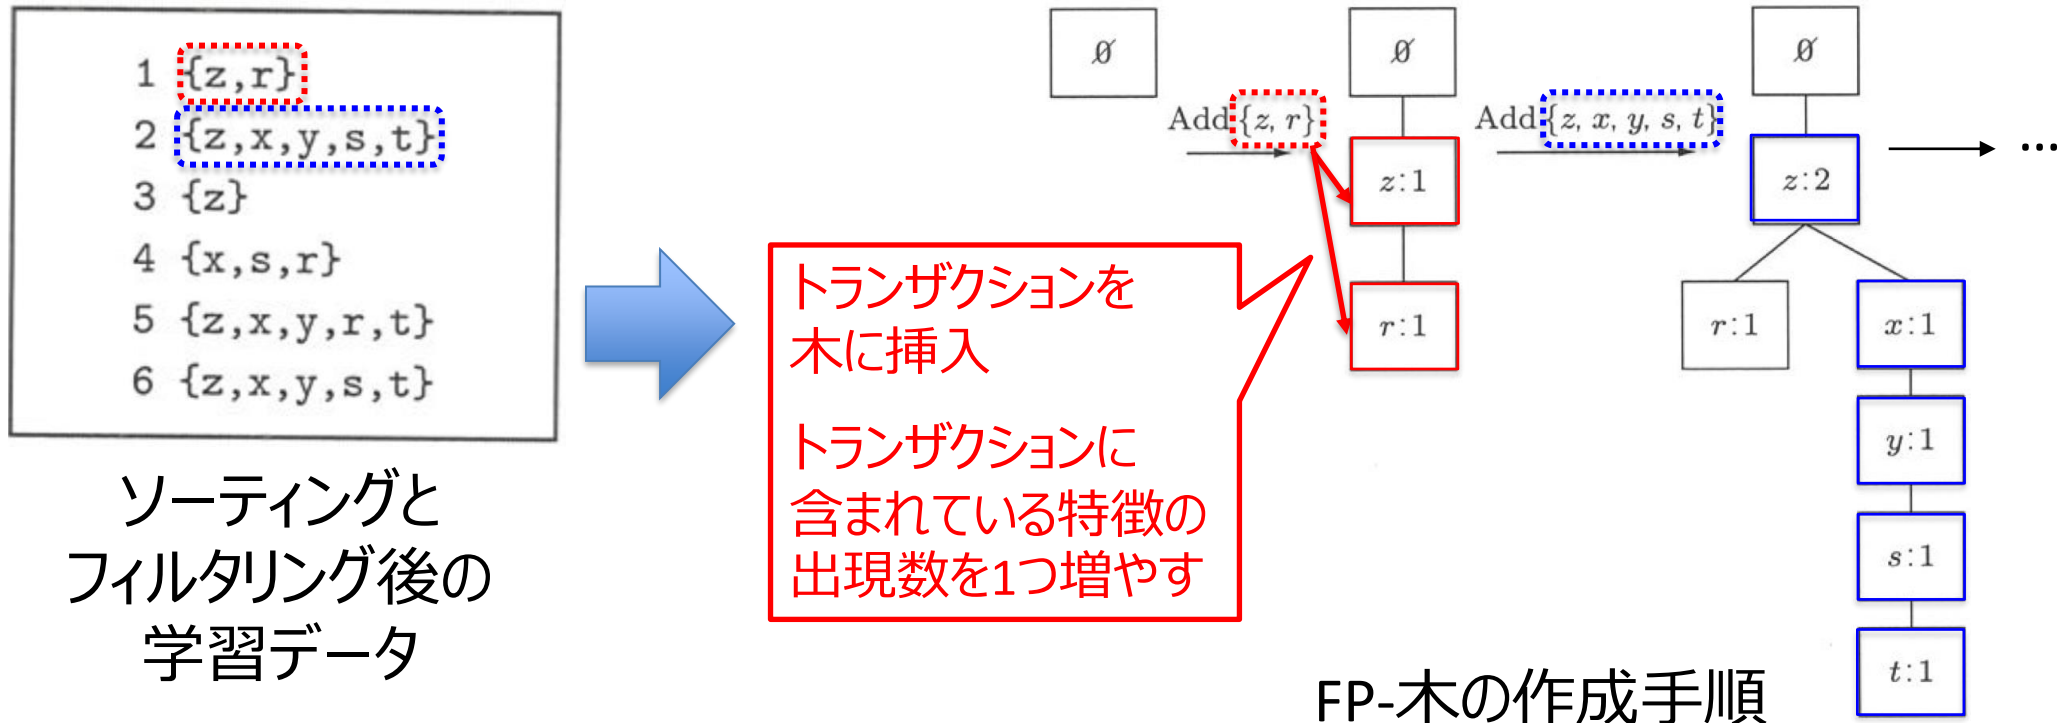 1 {z,r}
2 {z,x,y,s,t}
3 {z}
4 {x,s,r}
5 {z,x,y,r,t}
6 {z,x,y,s,t}
ソーティングと
フィルタリング後の
学習データ
トランザクションを
木に挿入
トランザクションに
含まれている特徴の
出現数を1つ増やす
∅
Add {z, r}
∅
z:1
r:1
Add {z, x, y, s, t}
∅
z:2
r:1
x:1
y:1
s:1
t:1
...
FP-木の作成手順